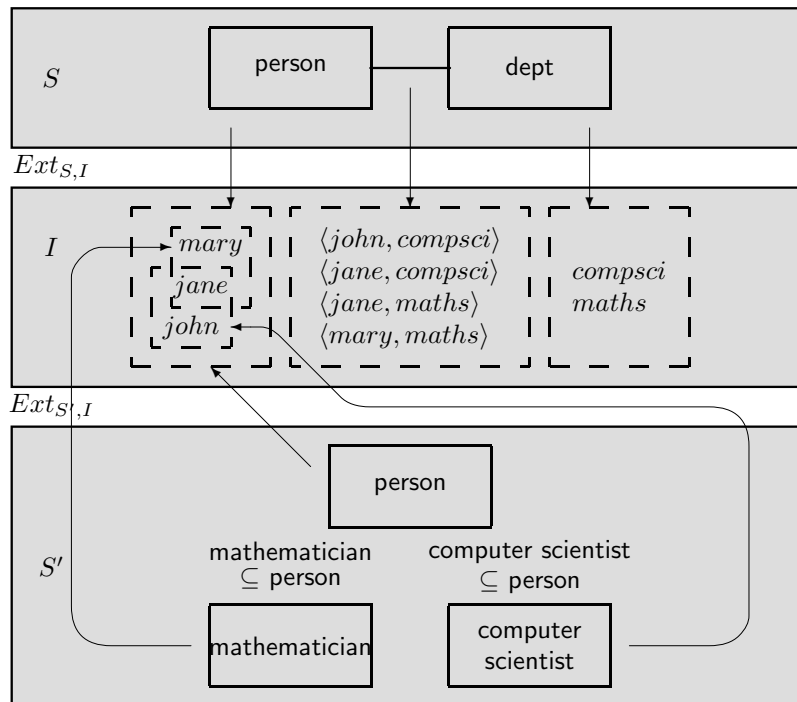 person
dept
S
Ext_{S,I}
I
mary
jane
john
⟨john, compsci⟩
⟨jane, compsci⟩
⟨jane, maths⟩
⟨mary, maths⟩
compsci
maths
Ext_{S′,I}
person
S′
mathematician
⊆ person
computer scientist
⊆ person
mathematician
computer
scientist